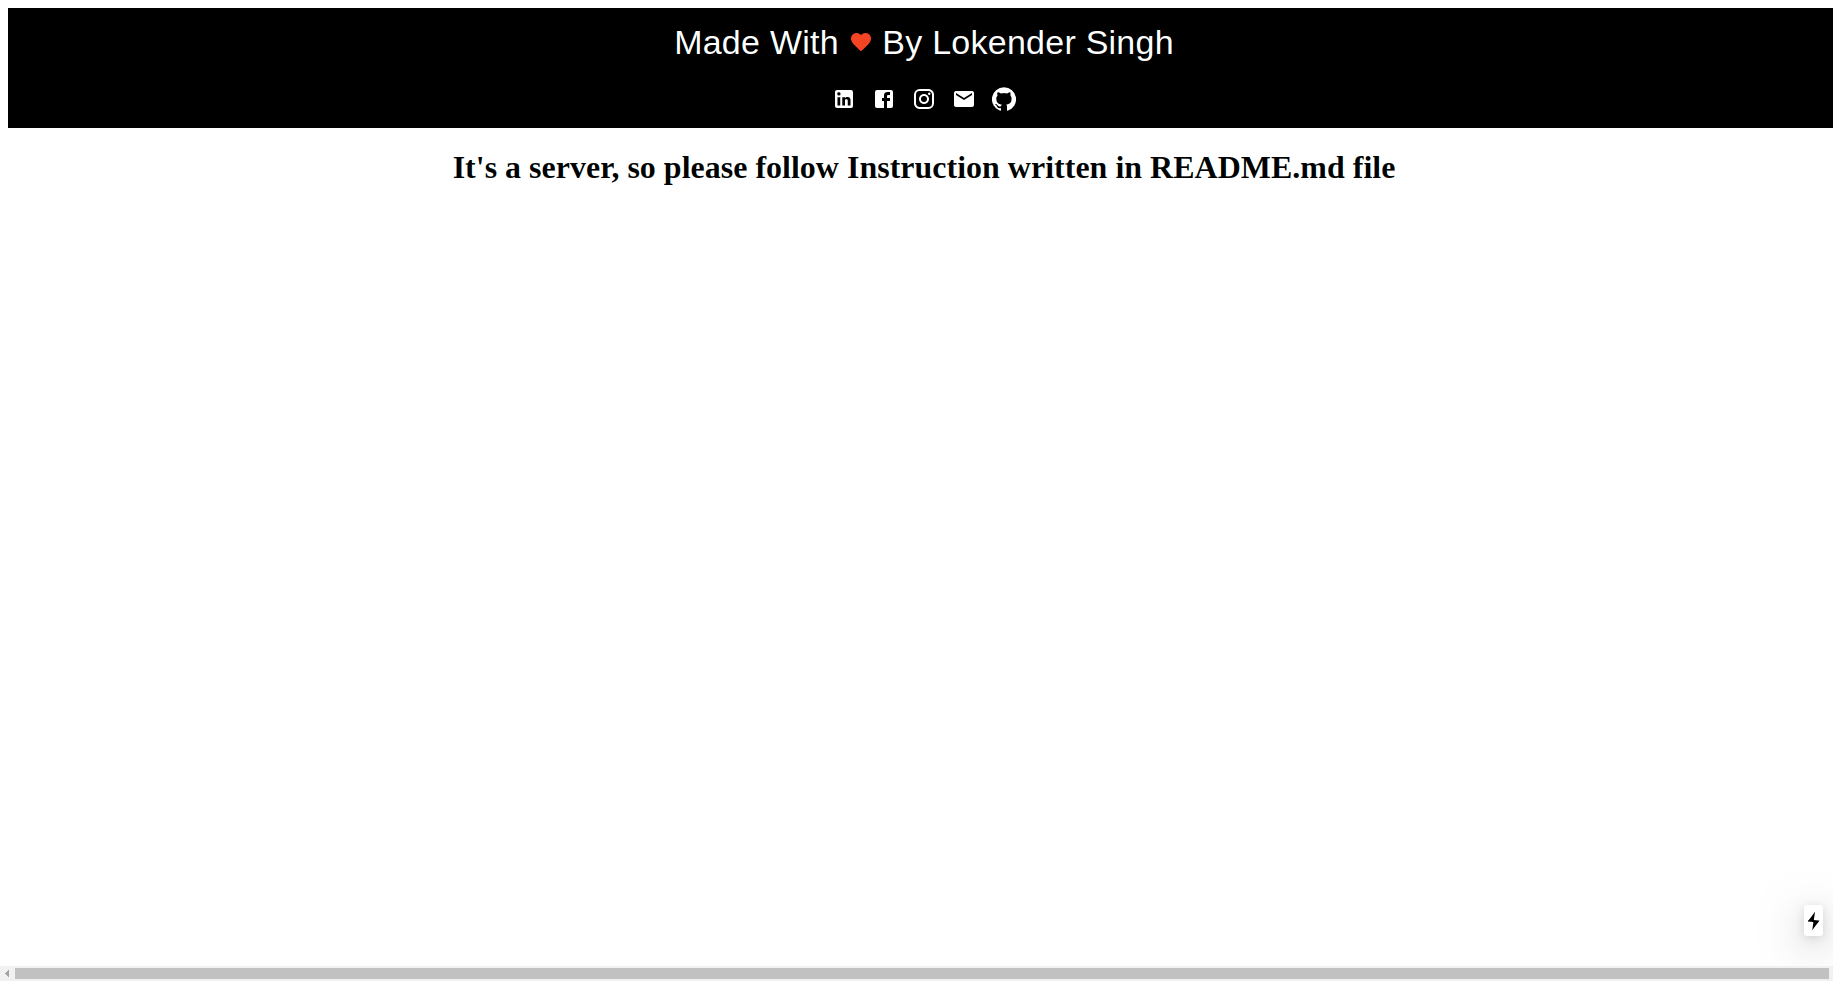 Made With By Lokender Singh
It's a server, so please follow Instruction written in README.md file